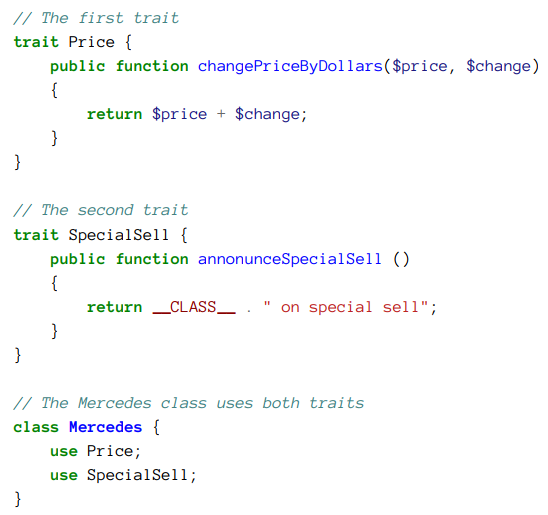 // The first trait
trait Price {
    public function changePriceByDollars($price, $change)
    {
        return $price + $change;
    }
}

// The second trait
trait SpecialSell {
    public function annonunceSpecialSell ()
    {
        return __CLASS__ . " on special sell";
    }
}

// The Mercedes class uses both traits
class Mercedes {
    use Price;
    use SpecialSell;
}